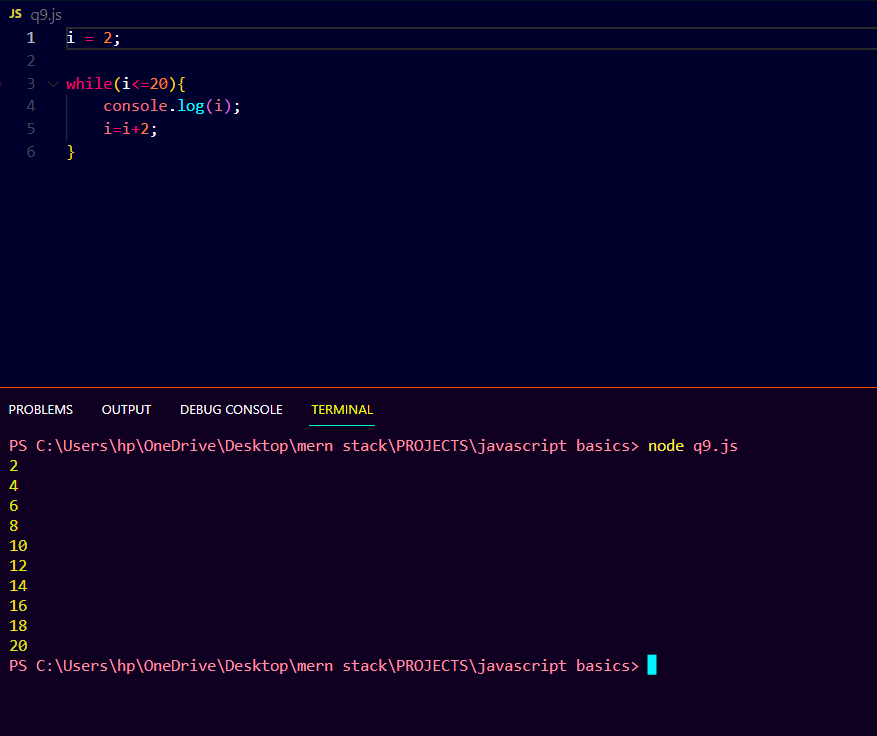 JS q9.js
1 i = 2;
2
3 while(i<=20){
4     console.log(i);
5     i=i+2;
6 }
PROBLEMS OUTPUT DEBUG CONSOLE TERMINAL
PS C:\Users\hp\OneDrive\Desktop\mern stack\PROJECTS\javascript basics> node q9.js
2
4
6
8
10
12
14
16
18
20
PS C:\Users\hp\OneDrive\Desktop\mern stack\PROJECTS\javascript basics>